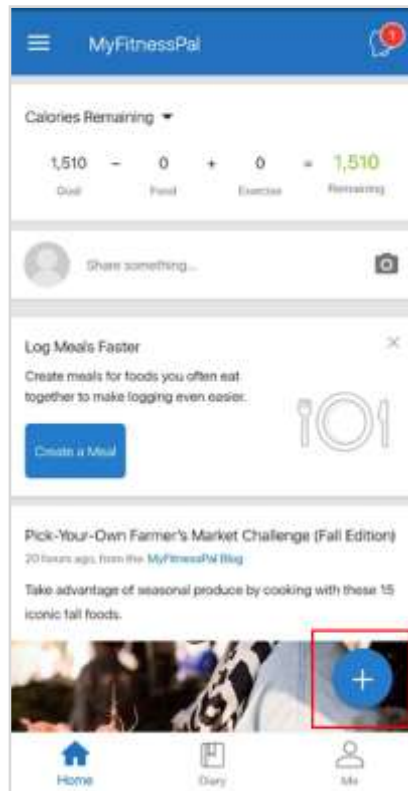 MyFitnessPal
1
Calories Remaining
1,510 - 0 + 0 = 1,510
Goal Food Exercise Remaining
Share something...
Log Meals Faster
Create meals for foods you often eat
together to make logging even easier.
Create a Meal
Pick-Your-Own Farmer's Market Challenge (Fall Edition)
20 hours ago, from the MyFitnessPal Blog
Take advantage of seasonal produce by cooking with these 15
iconic fall foods.
+
Home Diary Me